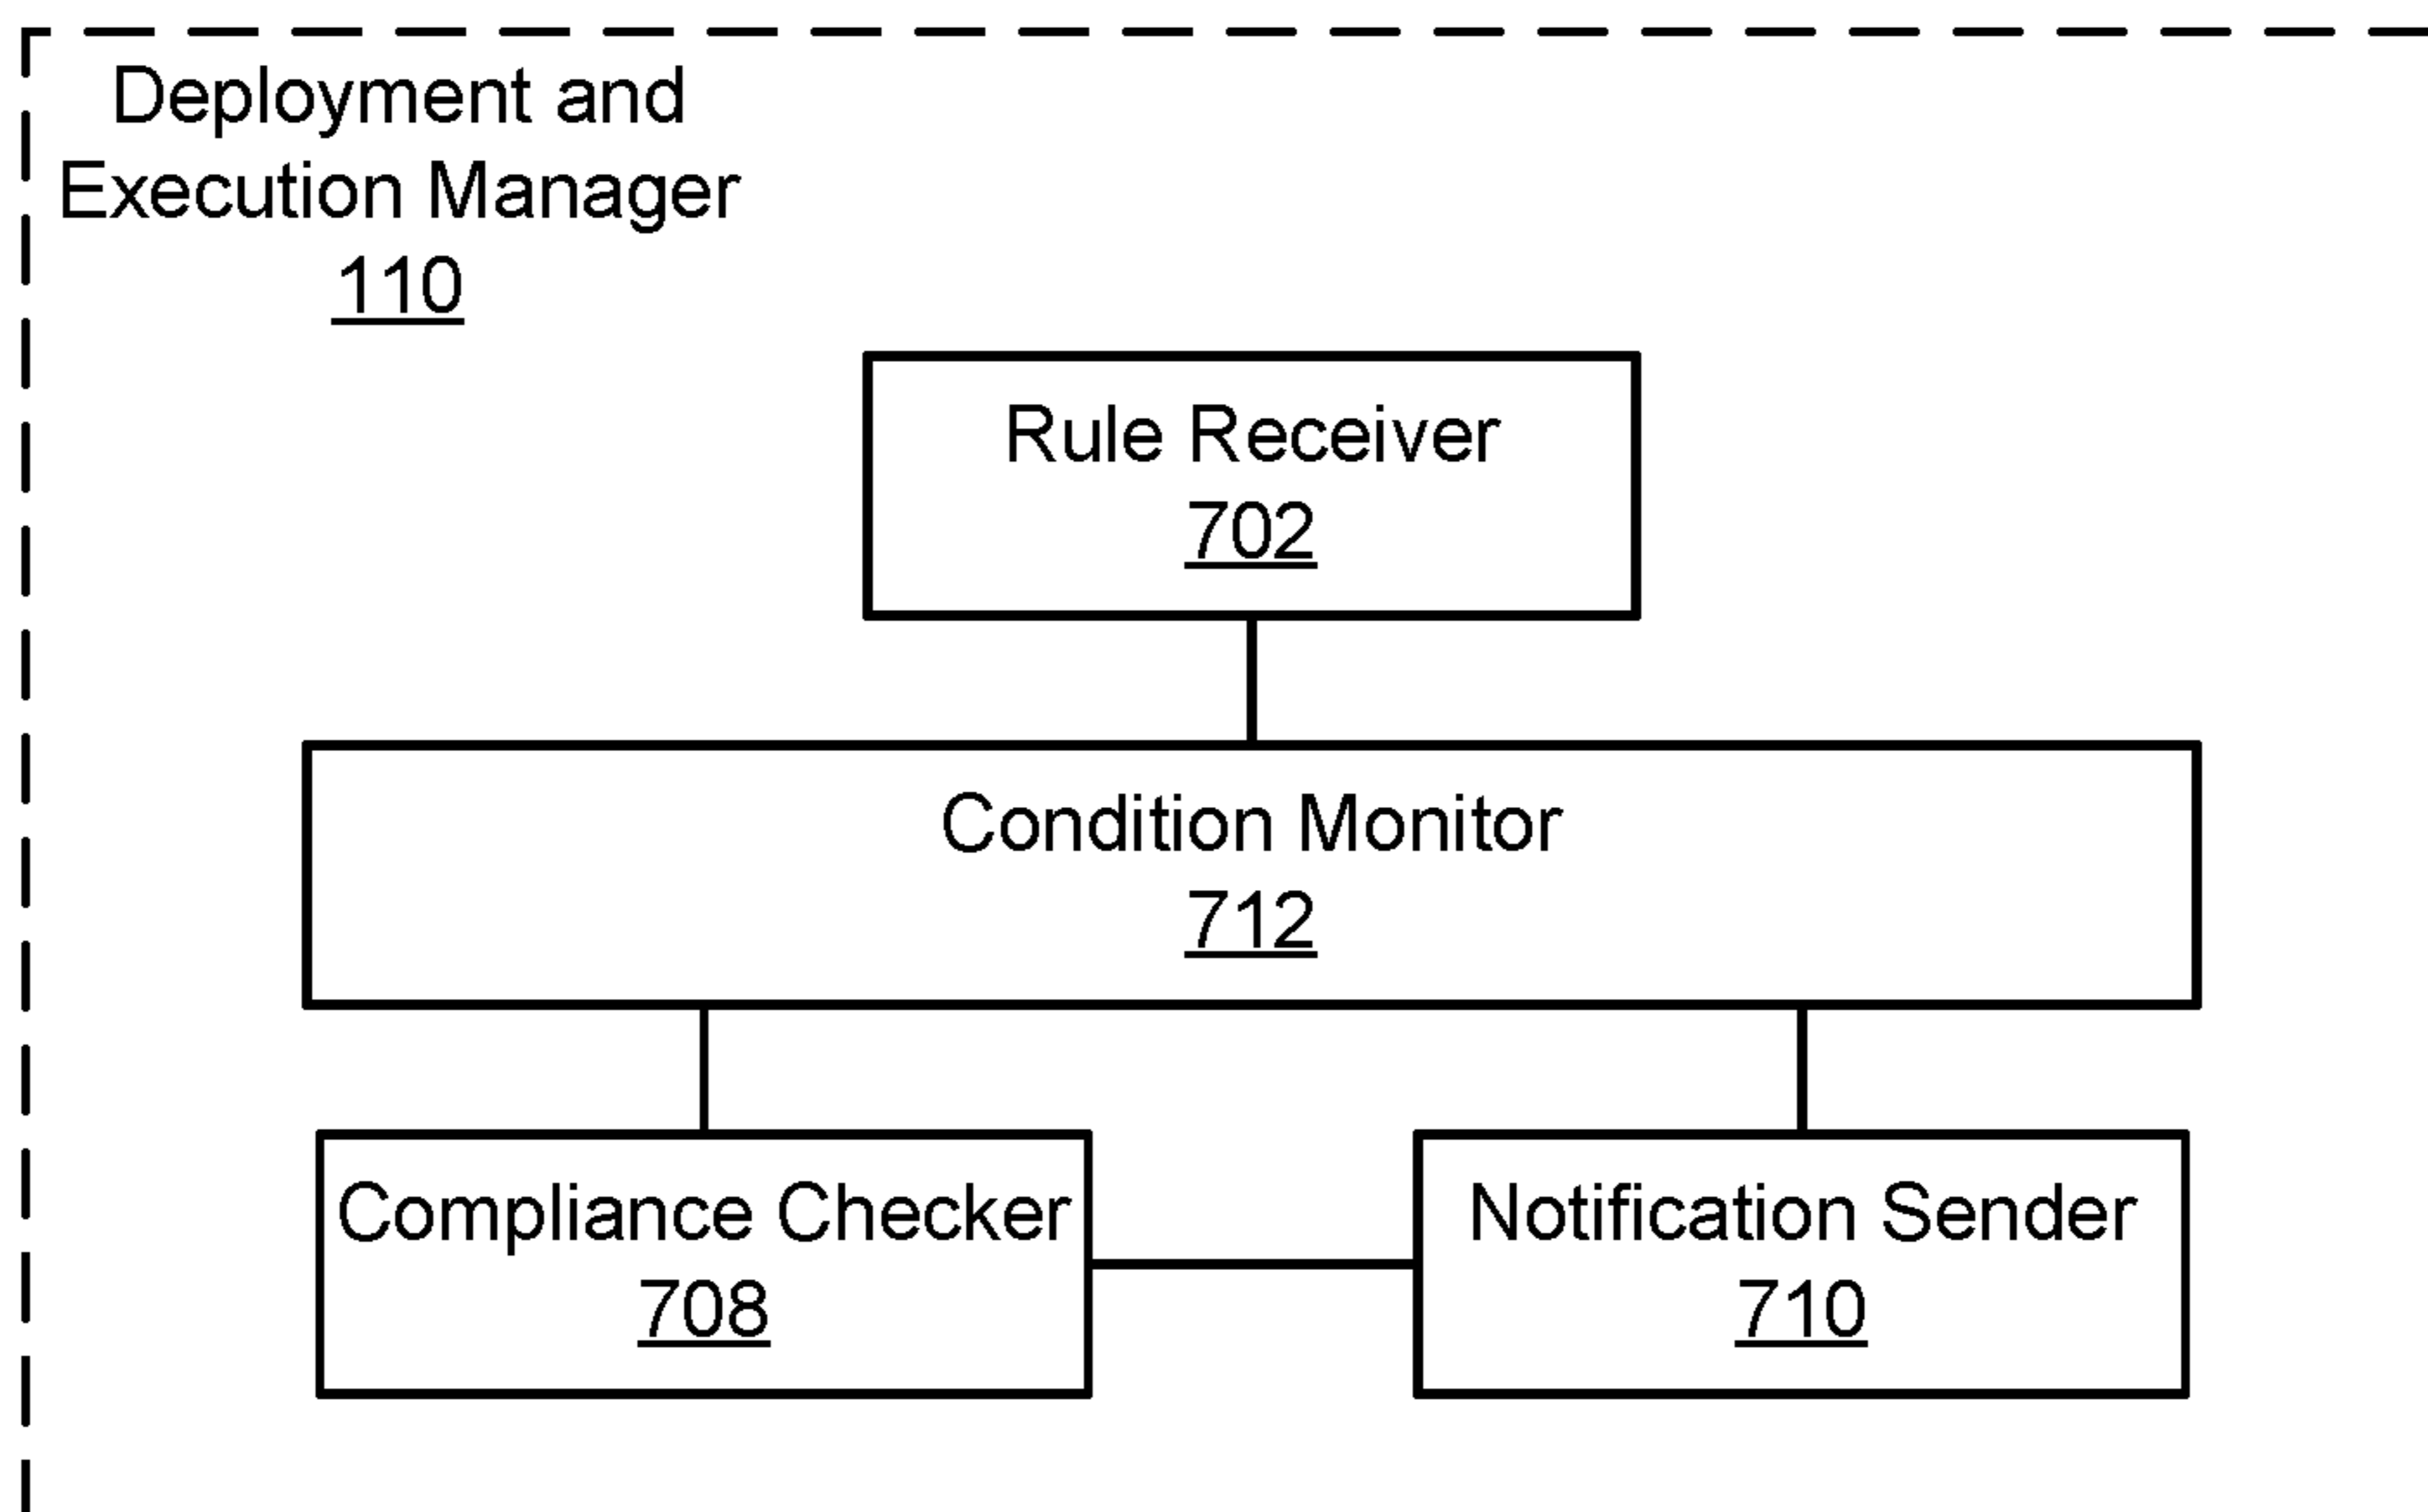 Deployment and
Execution Manager
110
Rule Receiver
702
Condition Monitor
712
Compliance Checker
708
Notification Sender
710